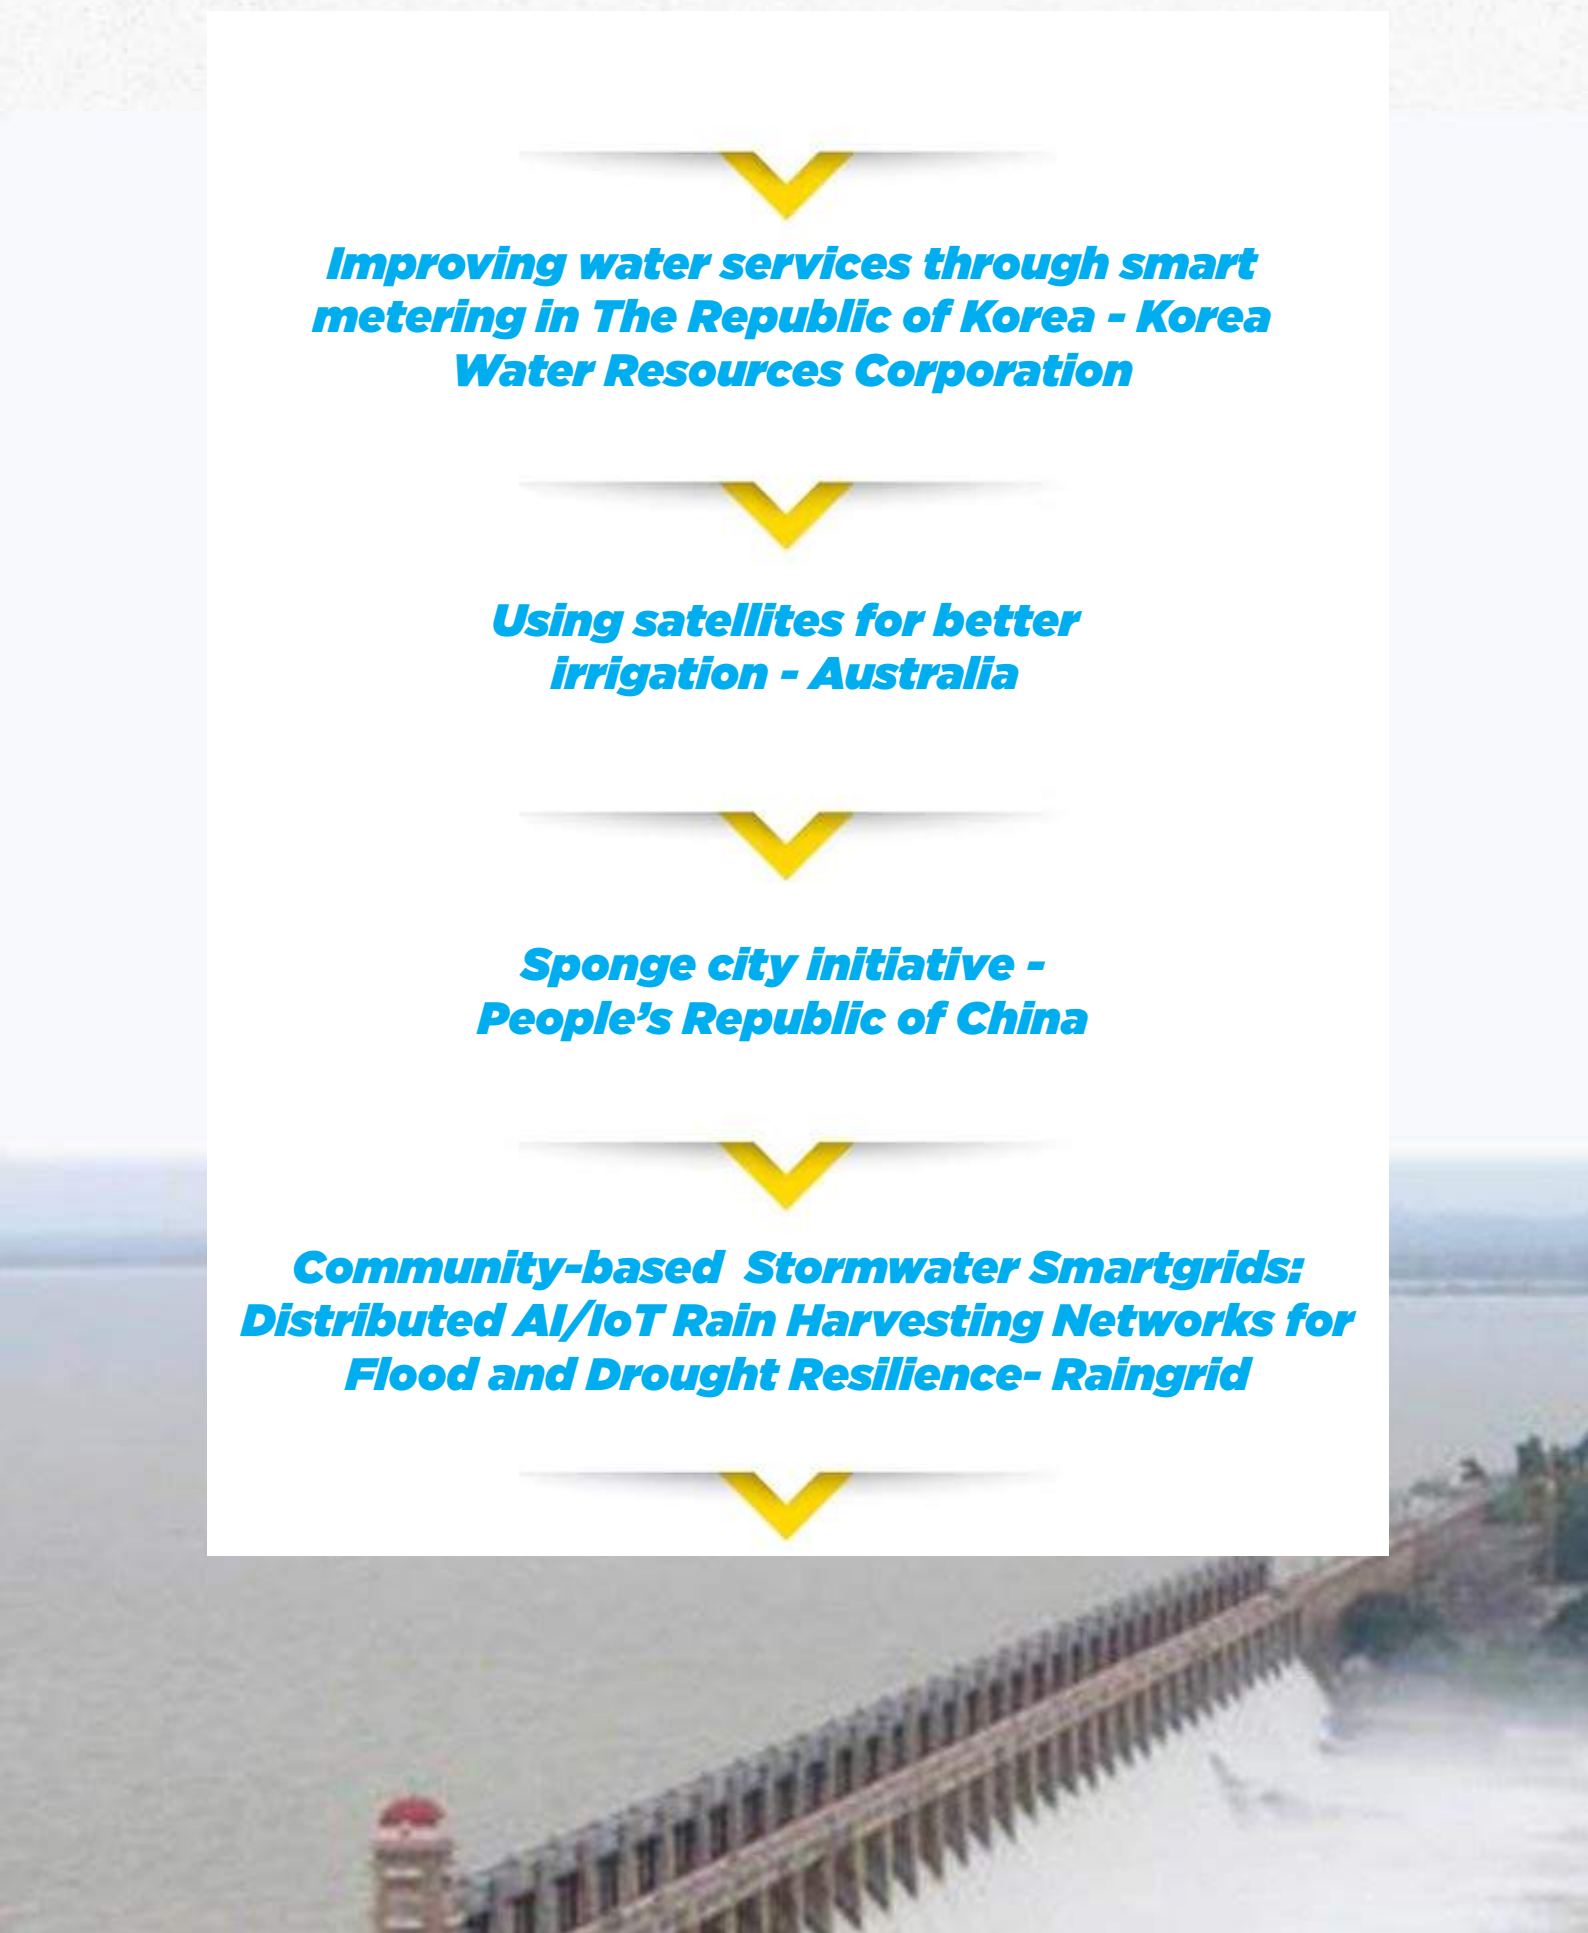 Improving water services through smart
metering in The Republic of Korea - Korea
Water Resources Corporation
Using satellites for better
irrigation - Australia
Sponge city initiative -
People’s Republic of China
Community-based  Stormwater Smartgrids:
Distributed AI/IoT Rain Harvesting Networks for
Flood and Drought Resilience- Raingrid